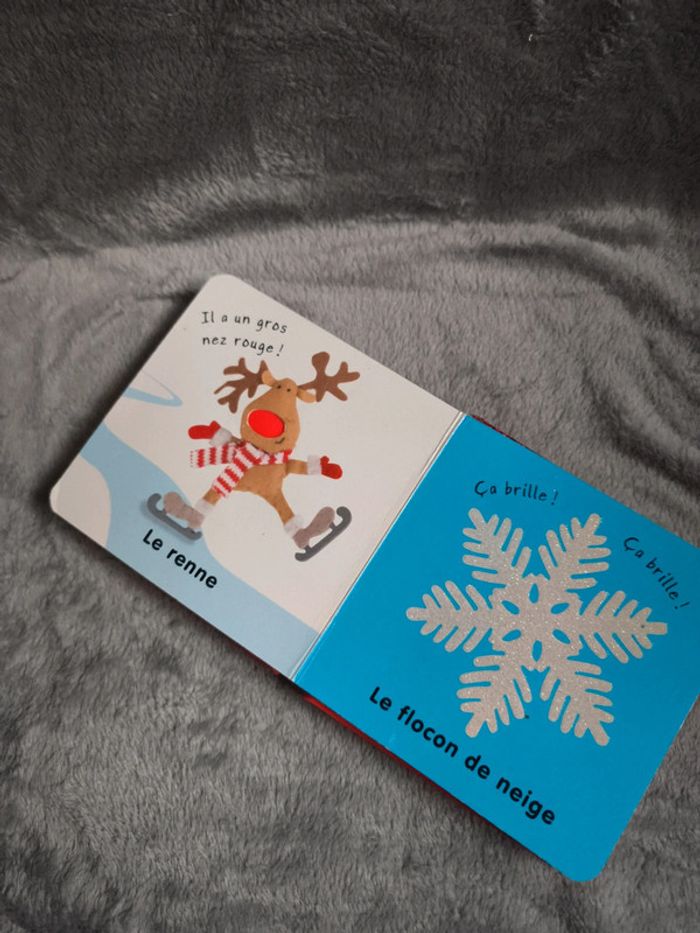 Il a un gros
nez rouge !
Le renne
Ça brille !
Ça brille !
Le flocon de neige